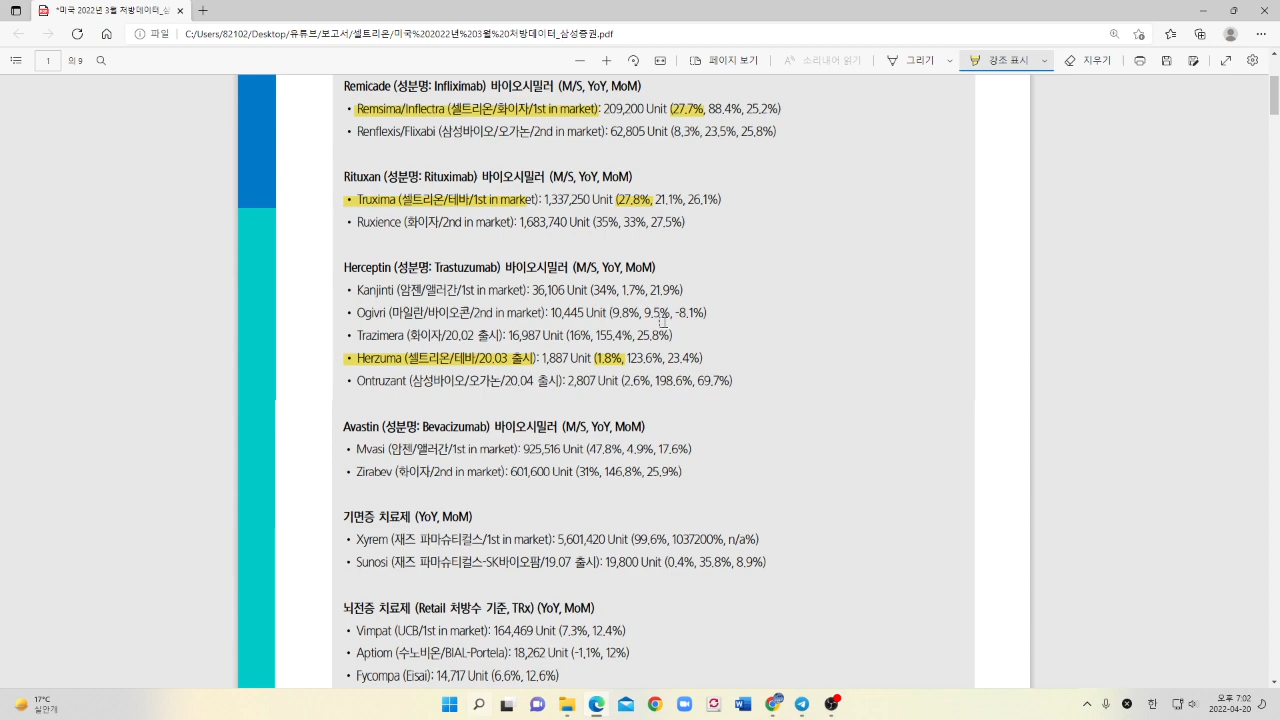 *미국 2022년 3월 처방데이터_삼
파일
C:/Users/82102/Desktop/유튜브/보고서/셀트리온/미국%202022년%203월%20처방데이터_삼성증권.pdf
1 의 9
페이지 보기
소리내어 읽기
그리기
강조 표시
지우기
Remicade (성분명: Infliximab) 바이오시밀러 (M/S, YoY, MoM)
• Remsima/Inflectra (셀트리온/화이자/1st in market): 209,200 Unit (27.7%, 88.4%, 25.2%)
• Renflexis/Flixabi (삼성바이오/오가논/2nd in market): 62,805 Unit (8.3%, 23.5%, 25.8%)
Rituxan (성분명: Rituximab) 바이오시밀러 (M/S, YoY, MoM)
• Truxima (셀트리온/테바/1st in market): 1,337,250 Unit (27.8%, 21.1%, 26.1%)
• Ruxience (화이자/2nd in market): 1,683,740 Unit (35%, 33%, 27.5%)
Herceptin (성분명: Trastuzumab) 바이오시밀러 (M/S, YoY, MoM)
• Kanjinti (암젠/앨러간/1st in market): 36,106 Unit (34%, 1.7%, 21.9%)
• Ogivri (마일란/바이오콘/2nd in market): 10,445 Unit (9.8%, 9.5%, -8.1%)
• Trazimera (화이자/20.02 출시): 16,987 Unit (16%, 155.4%, 25.8%)
• Herzuma (셀트리온/테바/20.03 출시): 1,887 Unit (1.8%, 123.6%, 23.4%)
• Ontruzant (삼성바이오/오가논/20.04 출시): 2,807 Unit (2.6%, 198.6%, 69.7%)
Avastin (성분명: Bevacizumab) 바이오시밀러 (M/S, YoY, MoM)
• Mvasi (암젠/앨러간/1st in market): 925,516 Unit (47.8%, 4.9%, 17.6%)
• Zirabev (화이자/2nd in market): 601,600 Unit (31%, 146.8%, 25.9%)
기면증 치료제 (YoY, MoM)
• Xyrem (재즈 파마슈티컬스/1st in market): 5,601,420 Unit (99.6%, 1037200%, n/a%)
• Sunosi (재즈 파마슈티컬스-SK바이오팜/19.07 출시): 19,800 Unit (0.4%, 35.8%, 8.9%)
뇌전증 치료제 (Retail 처방수 기준, TRx) (YoY, MoM)
• Vimpat (UCB/1st in market): 164,469 Unit (7.3%, 12.4%)
• Aptiom (수노비온/BIAL-Portela): 18,262 Unit (-1.1%, 12%)
• Fycompa (Eisai): 14,717 Unit (6.6%, 12.6%)
17℃
실안개
한
오후 7:02
2022-04-20